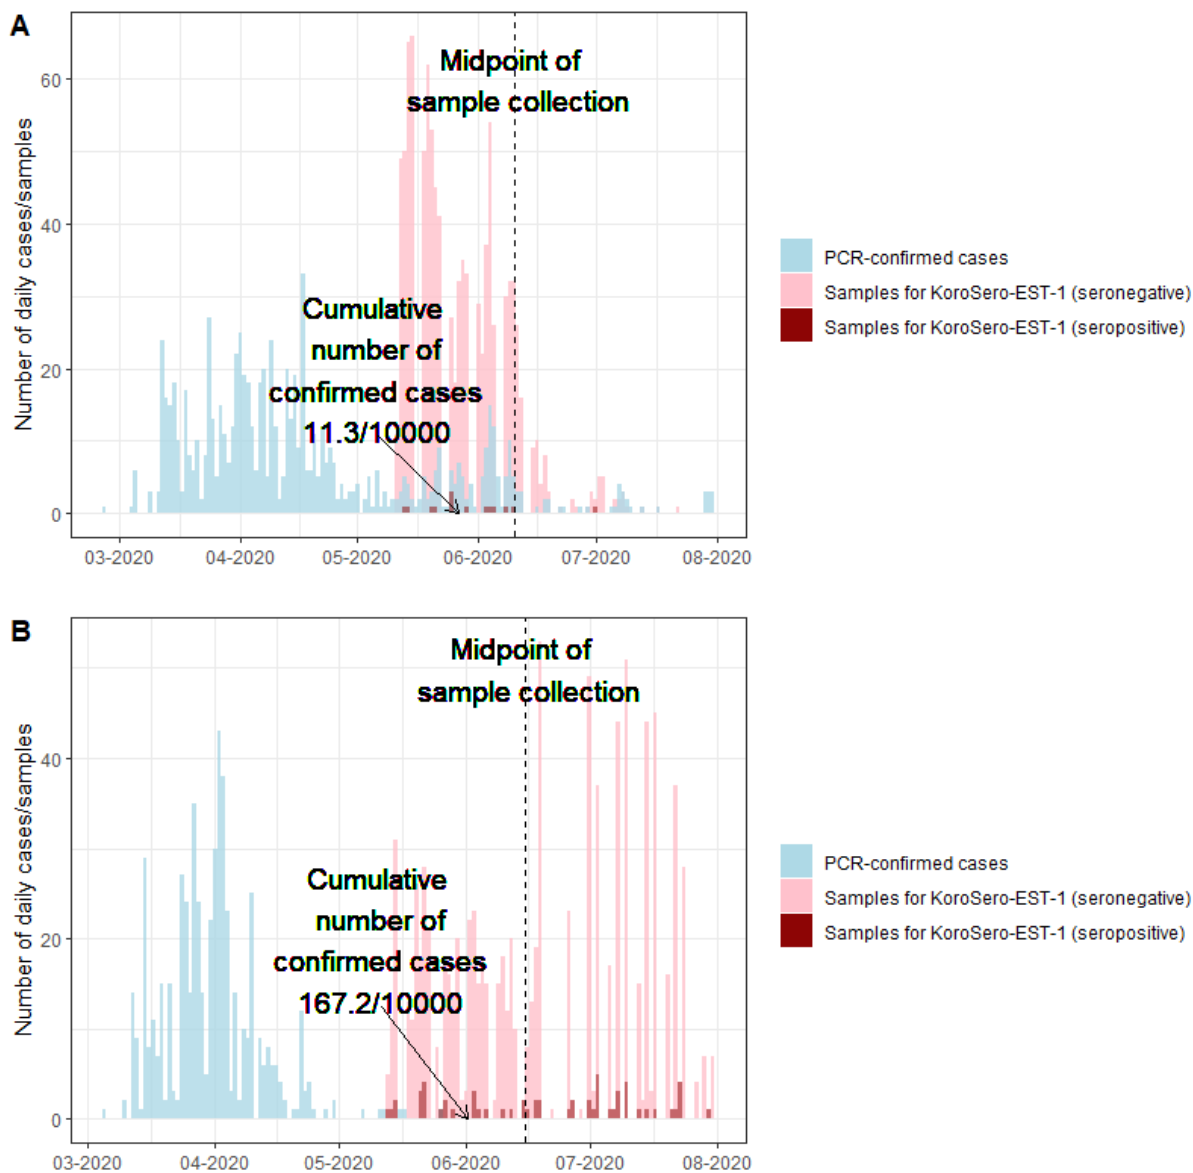 A
Number of daily cases/samples
60
40
20
0
Midpoint of
sample collection
Cumulative
number of
confirmed cases
11.3/10000
03-2020 04-2020 05-2020 06-2020 07-2020 08-2020
PCR-confirmed cases
Samples for KoroSero-EST-1 (seronegative)
Samples for KoroSero-EST-1 (seropositive)
B
Number of daily cases/samples
40
20
0
Midpoint of
sample collection
Cumulative
number of
confirmed cases
167.2/10000
03-2020 04-2020 05-2020 06-2020 07-2020 08-2020
PCR-confirmed cases
Samples for KoroSero-EST-1 (seronegative)
Samples for KoroSero-EST-1 (seropositive)